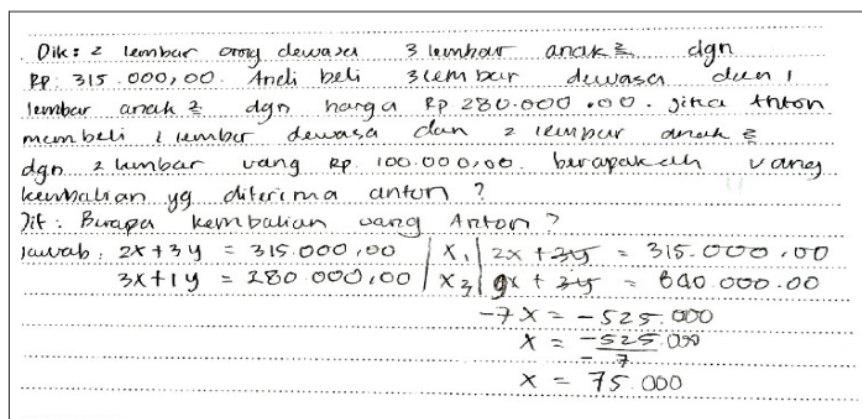 Dik: 2 lembar orang dewasa 3 lembar anak2 dgn
Rp. 315.000,00. Andi beli 3 lembar dewasa dan 1
lembar anak2 dgn harga Rp 280.000.00. jika Anton
membeli 1 lembar dewasa dan 2 lembar anak2
dgn 2 lembar uang Rp. 100.000,00. berapakah uang
kembalian yg diterima anton?
Dit: Berapa kembalian uang Anton?
Jawab: 2x+3y = 315.000,00 | x1 | 2x + 3y = 315.000,00
3x+1y = 280.000,00 | x3 | 9x + 3y = 840.000.00
-7x = -525.000
x = -525.000
-7
x = 75.000